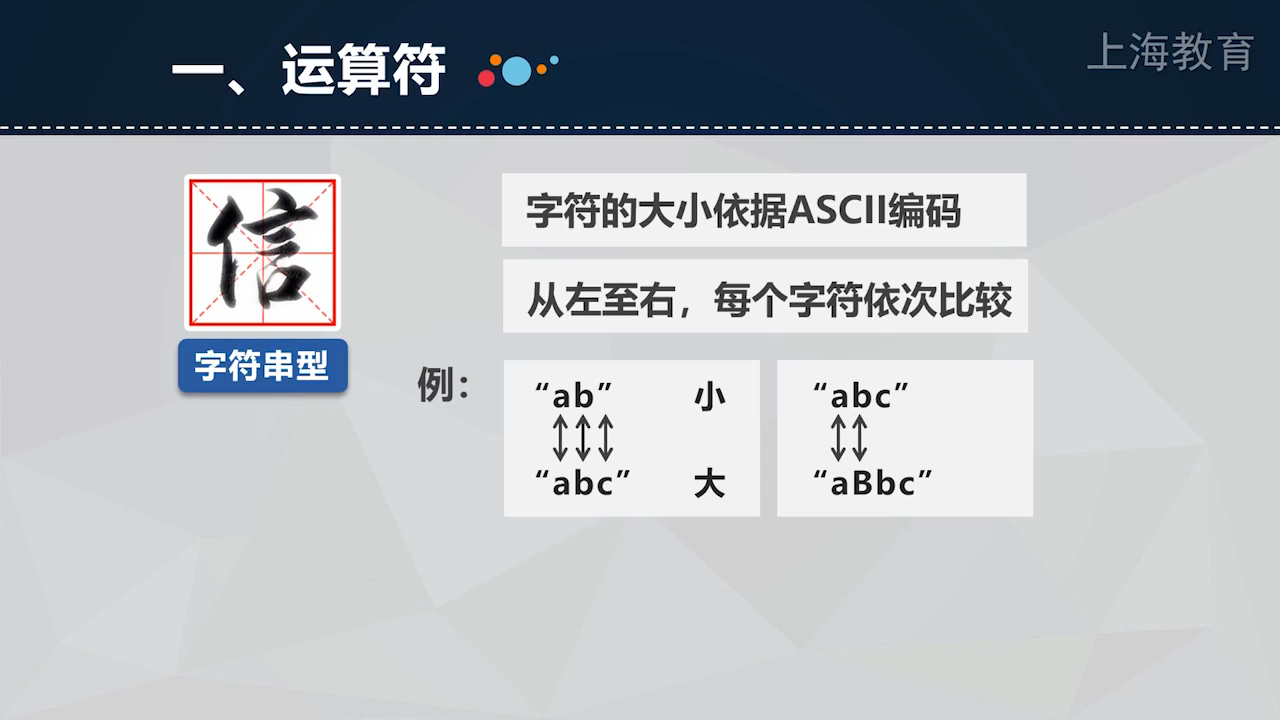 一、运算符
上海教育
信
字符串型
字符的大小依据ASCII编码
从左至右，每个字符依次比较
例：
“ab” 小
“abc” 大
“abc”
“aBbc”